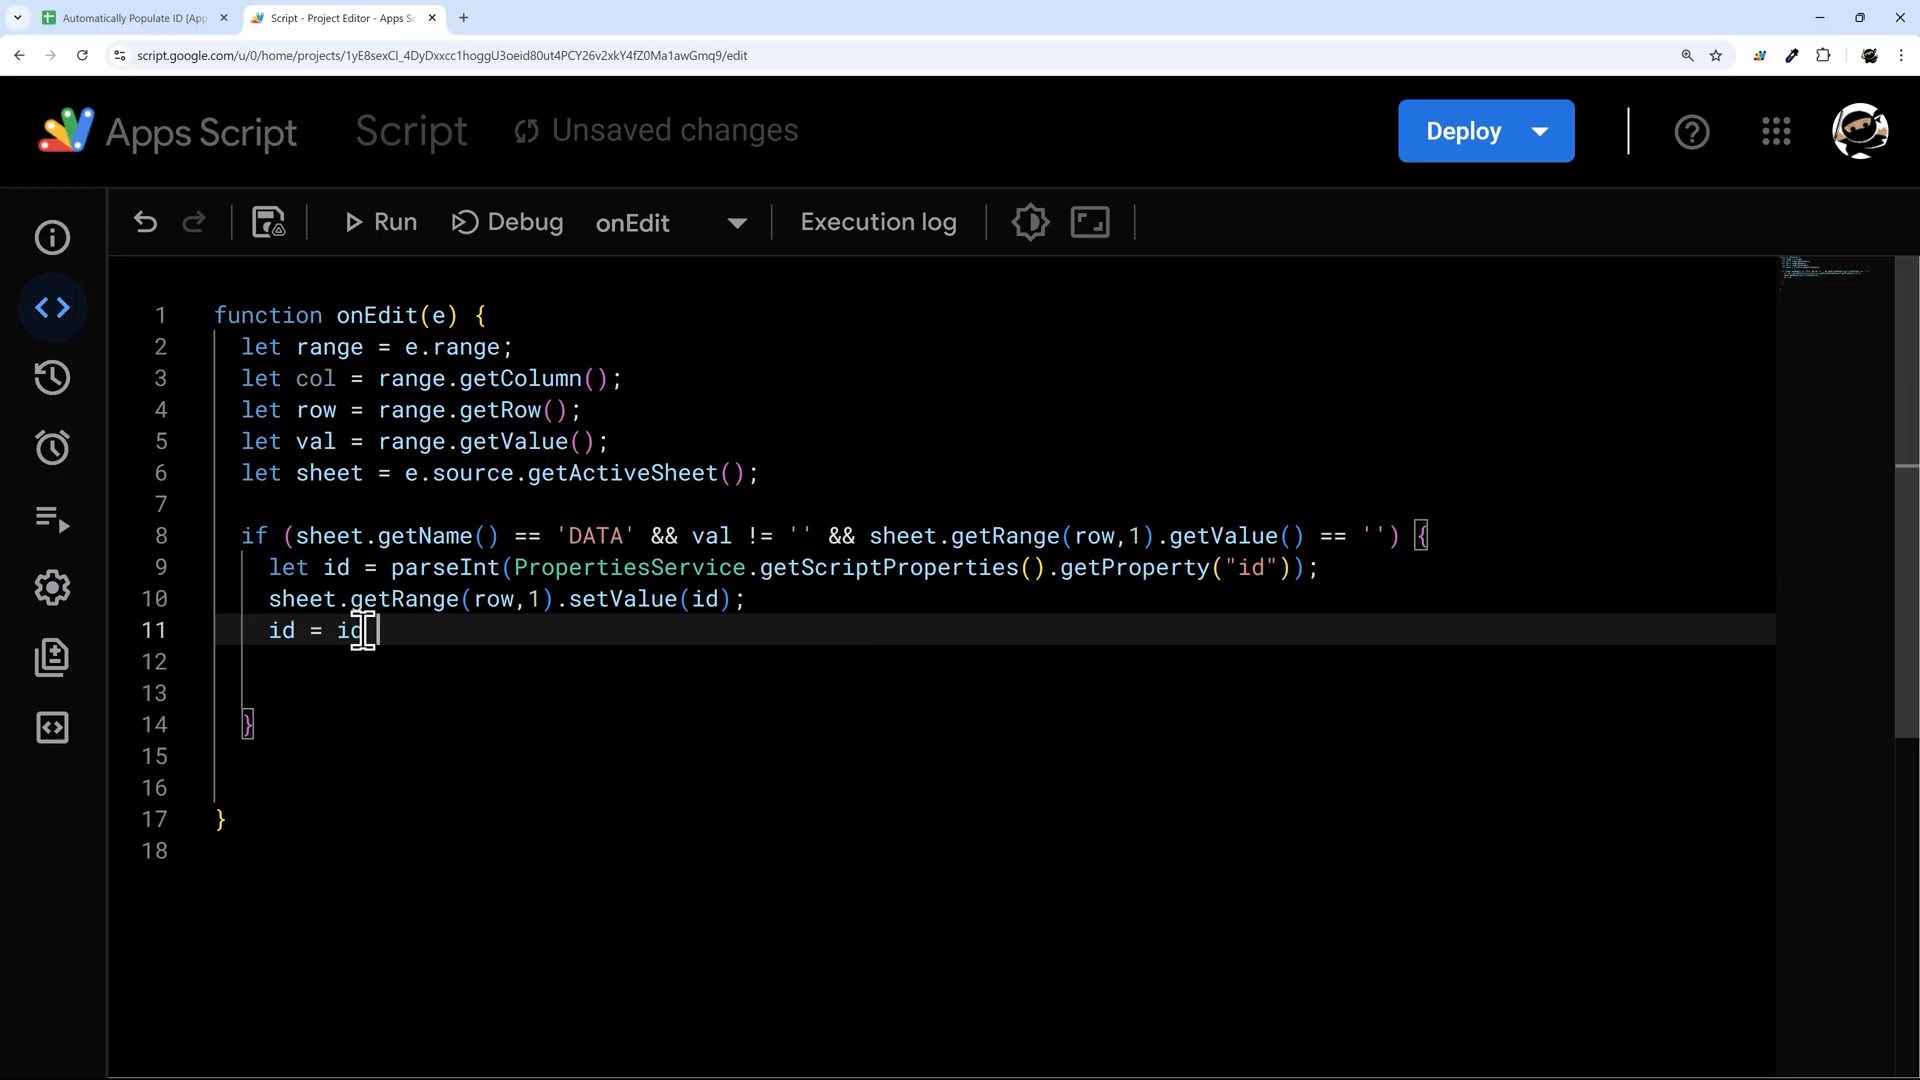 Automatically Populate ID [App
Script - Project Editor - Apps Sc
script.google.com/u/0/home/projects/1yE8sexCI_4DyDxxcc1hoggU3oeid80ut4PCY26v2xkY4fZ0Ma1awGmq9/edit
Apps Script
Script
Unsaved changes
Deploy
Run
Debug
onEdit
Execution log
1 function onEdit(e) {
2 let range = e.range;
3 let col = range.getColumn();
4 let row = range.getRow();
5 let val = range.getValue();
6 let sheet = e.source.getActiveSheet();
7
8 if (sheet.getName() == 'DATA' && val != '' && sheet.getRange(row,1).getValue() == '') {
9 let id = parseInt(PropertiesService.getScriptProperties().getProperty("id"));
10 sheet.getRange(row,1).setValue(id);
11 id = id
12
13
14 }
15
16
17 }
18